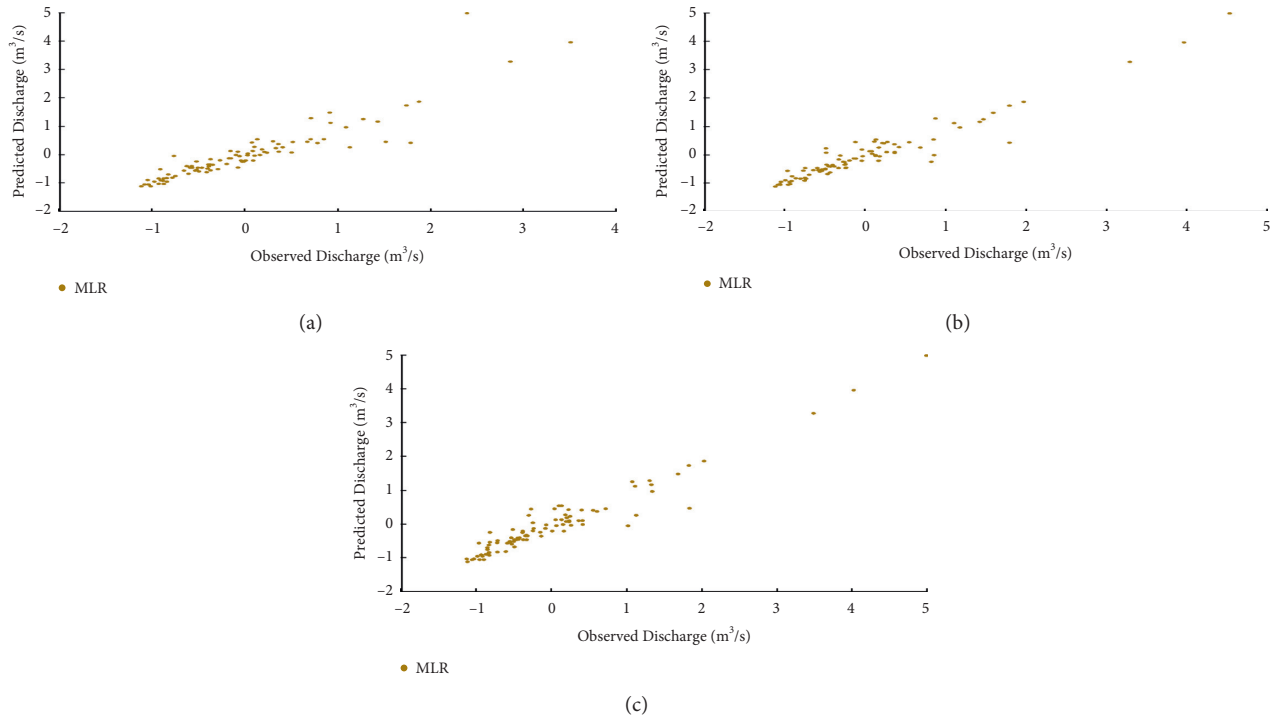 5
4
3
2
1
0
–1
–2
Predicted Discharge (m³/s)
–2 –1 0 1 2 3 4
Observed Discharge (m³/s)
MLR
(a)
5
4
3
2
1
0
–1
–2
Predicted Discharge (m³/s)
–2 –1 0 1 2 3 4 5
Observed Discharge (m³/s)
MLR
(b)
5
4
3
2
1
0
–1
–2
Predicted Discharge (m³/s)
–2 –1 0 1 2 3 4 5
Observed Discharge (m³/s)
MLR
(c)